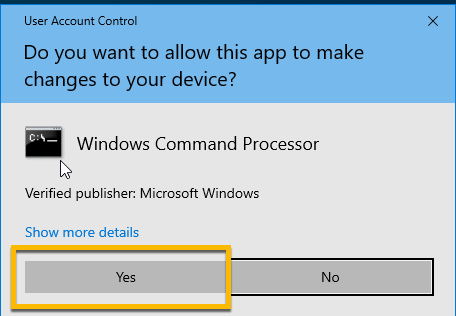 User Account Control
Do you want to allow this app to make
changes to your device?
C:\
Windows Command Processor
Verified publisher: Microsoft Windows
Show more details
Yes
No